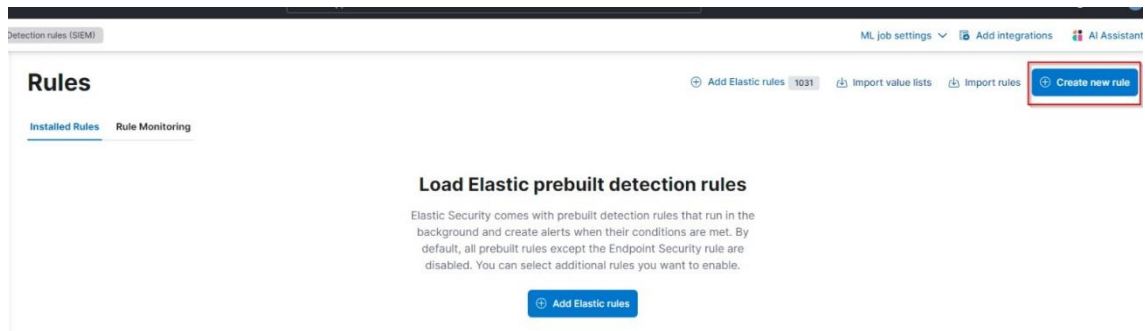 Detection rules (SIEM)
ML job settings
Add integrations
AI Assistant
Rules
Add Elastic rules 1031
Import value lists
Import rules
Create new rule
Installed Rules
Rule Monitoring
Load Elastic prebuilt detection rules
Elastic Security comes with prebuilt detection rules that run in the
background and create alerts when their conditions are met. By
default, all prebuilt rules except the Endpoint Security rule are
disabled. You can select additional rules you want to enable.
Add Elastic rules